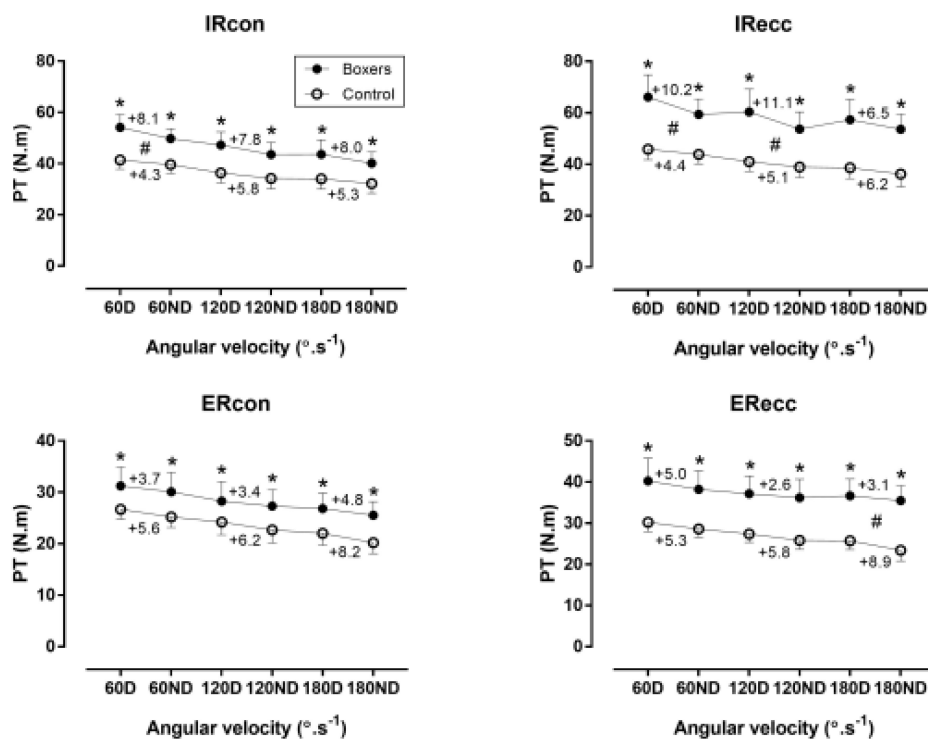 IRcon
80
60
40
20
0
PT (N.m)
Boxers
Control
* * * * * *
+8.1 +7.8 +8.0
#
+4.3 +5.8 +5.3
60D 60ND 120D 120ND 180D 180ND
Angular velocity (°.s⁻¹)
IRecc
80
60
40
20
0
PT (N.m)
* * * * * *
+10.2 +11.1 +6.5
# #
+4.4 +5.1 +6.2
60D 60ND 120D 120ND 180D 180ND
Angular velocity (°.s⁻¹)
ERcon
40
30
20
10
0
PT (N.m)
* * * * * *
+3.7 +3.4 +4.8
+5.6 +6.2 +8.2
60D 60ND 120D 120ND 180D 180ND
Angular velocity (°.s⁻¹)
ERecc
50
40
30
20
10
0
PT (N.m)
* * * * * *
+5.0 +2.6 +3.1
#
+5.3 +5.8 +8.9
60D 60ND 120D 120ND 180D 180ND
Angular velocity (°.s⁻¹)